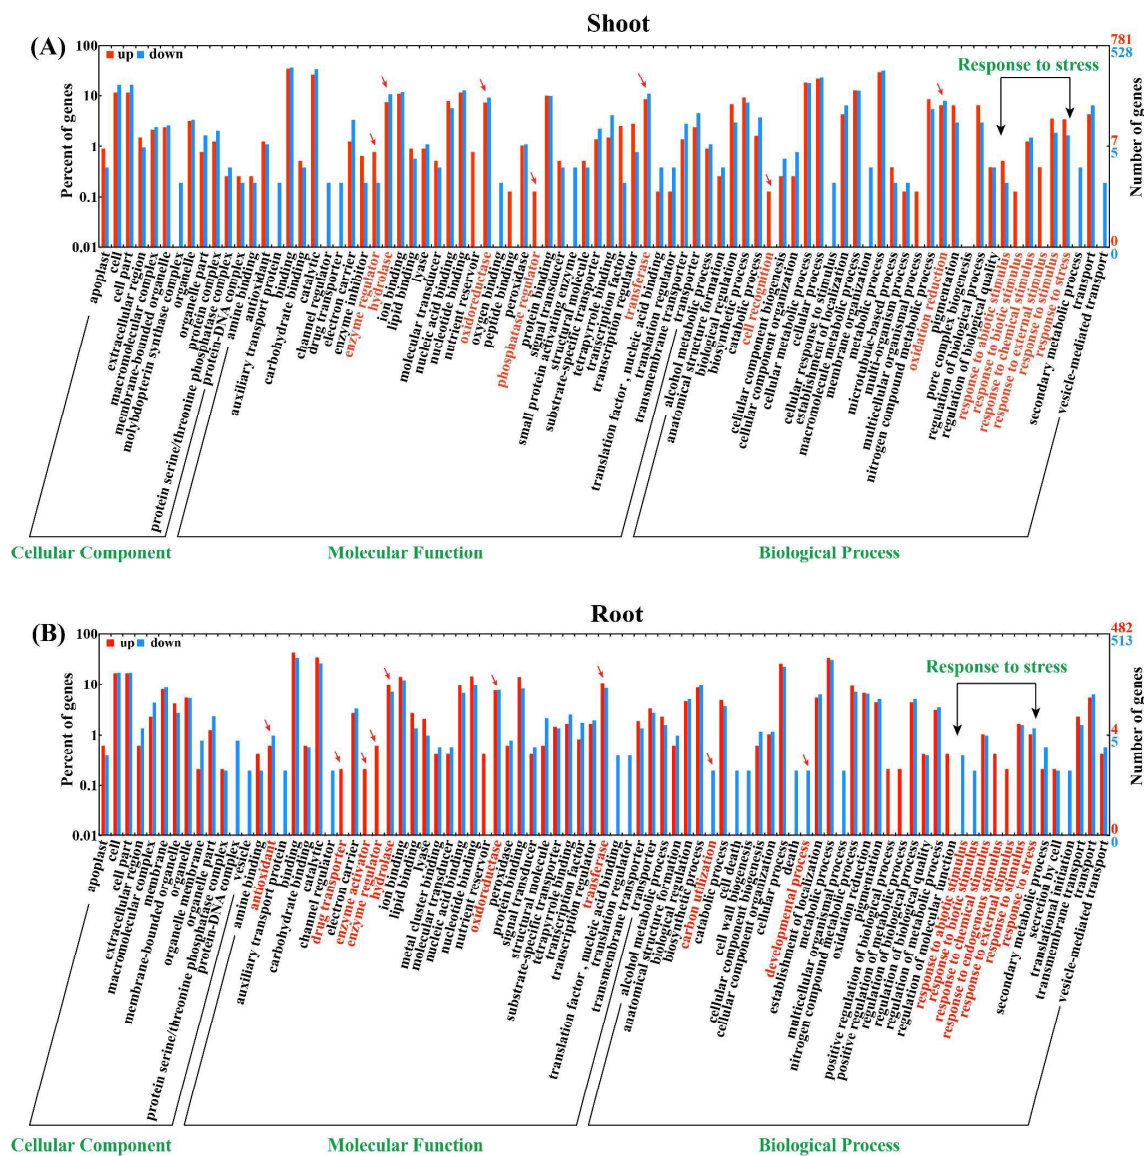 Shoot
(A)
up down
Percent of genes
100
10
1
0.1
0.01
781
528
7
5
0
0
Number of genes
Response to stress
apoplast
cell
cell part
extracellular region
macromolecular complex
membrane-bounded organelle
molybdopterin synthase complex
organelle
organelle part
origen complex
protein serine/threonine phosphatase complex
protein-DNA complex
amine binding
antioxidant
auxiliary transport protein
binding
carbohydrate binding
catalytic
channel regulator
drug transporter
electron carrier
enzyme inhibitor
enzyme regulator
hydrolase
ion binding
lipid binding
lyase
molecular transducer
nucleic acid binding
nucleotide binding
nutrient reservoir
oxidoreductase
oxygen binding
peptide binding
peroxidase
phosphatase regulator
protein binding
signal transducer
small protein activating enzyme
structural molecule
substrate-specific transporter
tetrapyrrole binding
transcription factor
transcription regulator
transferase
translation factor , nucleic acid binding
translation regulator
transmembrane transporter
transporter
alcohol metabolic process
anatomical structure formation
biological regulation
biosynthetic process
catabolic process
cell recognition
cellular component biogenesis
cellular component organization
cellular metabolic process
cellular process
cellular response to stimulus
establishment of localization
macromolecule metabolic process
membrane docking
metabolic process
microtubule-based process
multi-organism process
multicellular organismal process
nitrogen compound metabolic process
oxidation reduction
pigmentation
pore complex biogenesis
regulation of biological process
regulation of biological quality
response to abiotic stimulus
response to biotic stimulus
response to chemical stimulus
response to external stimulus
response to stimulus
response to stress
secondary metabolic process
transport
vesicle-mediated transport
Cellular Component
Molecular Function
Biological Process
Root
(B)
up down
Percent of genes
100
10
1
0.1
0.01
482
513
4
5
0
0
Number of genes
Response to stress
apoplast
cell
cell part
extracellular region
macromolecular complex
membrane
membrane-bounded organelle
organelle
organelle membrane
organelle part
protein serine/threonine phosphatase complex
protein-DNA complex
vesicle
amine binding
antioxidant
auxiliary transport protein
binding
carbohydrate binding
catalytic
channel regulator
drug transporter
electron carrier
enzyme activator
enzyme regulator
hydrolase
ion binding
lipid binding
lyase
metal cluster binding
molecular transducer
nucleic acid binding
nucleotide binding
nutrient reservoir
oxidoreductase
peroxidase
protein binding
signal transducer
structural molecule
substrate-specific transporter
tetrapyrrole binding
transcription factor
transcription regulator
transferase
translation factor , nucleic acid binding
translation regulator
transmembrane transporter
transporter
alcohol metabolic process
anatomical structure formation
biological regulation
biosynthetic process
carbon utilization
catabolic process
cell death
cell wall biogenesis
cellular component biogenesis
cellular component organization
cellular process
death
developmental process
establishment of localization
metabolic process
multicellular organismal process
nitrogen compound metabolic process
oxidation reduction
pigmentation
positive regulation of biological process
positive regulation of metabolic process
regulation of biological process
regulation of biological quality
regulation of metabolic process
regulation of molecular function
response to abiotic stimulus
response to biotic stimulus
response to chemical stimulus
response to endogenous stimulus
response to external stimulus
response to stimulus
response to stress
secondary metabolic process
secretion by cell
translational initiation
transmembrane transport
transport
vesicle-mediated transport
Cellular Component
Molecular Function
Biological Process